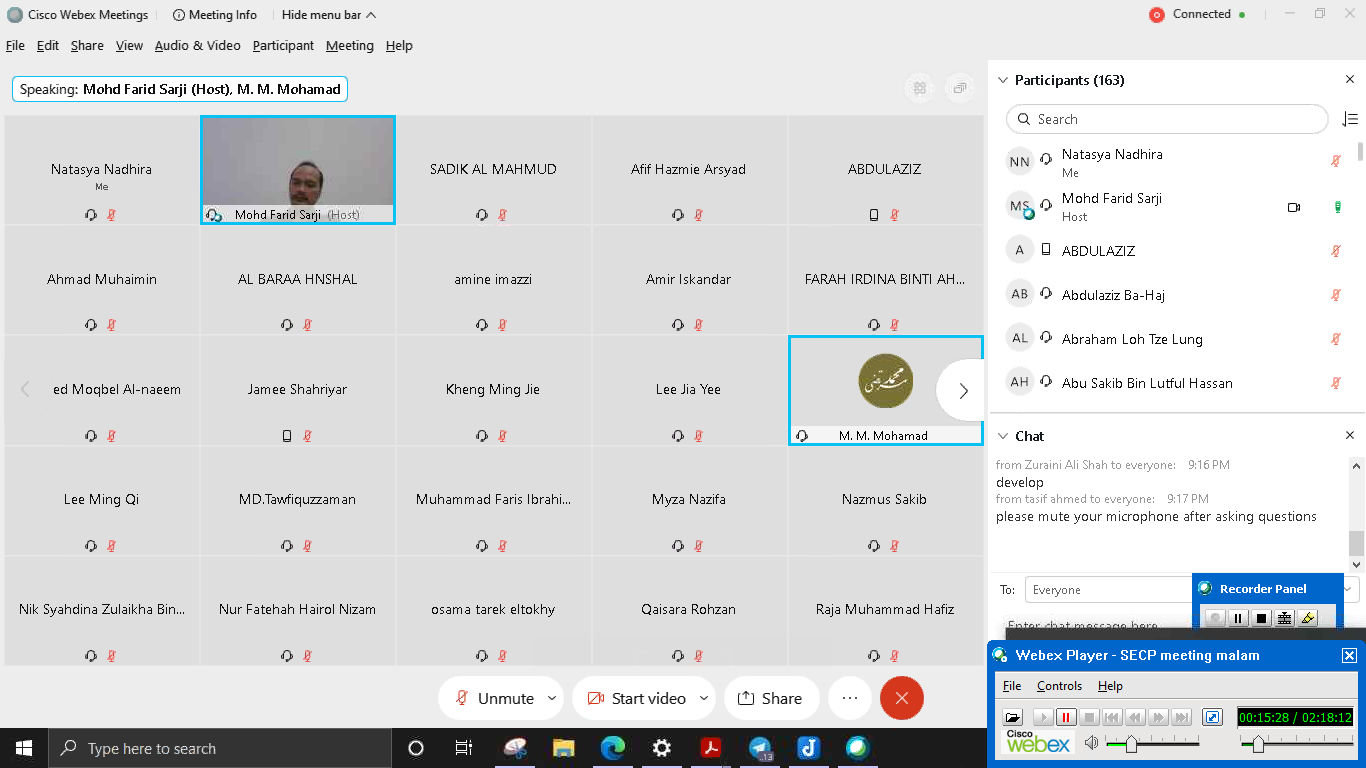 Cisco Webex Meetings
Meeting Info
Hide menu bar
Connected
File Edit Share View Audio & Video Participant Meeting Help
Speaking: Mohd Farid Sarji (Host), M. M. Mohamad
Natasya Nadhira
Me
Mohd Farid Sarji (Host)
SADIK AL MAHMUD
Afif Hazmie Arsyad
ABDULAZIZ
Ahmad Muhaimin
AL BARAA HNSHAL
amine imazzi
Amir Iskandar
FARAH IRDINA BINTI AH...
ed Moqbel Al-naeem
Jamee Shahriyar
Kheng Ming Jie
Lee Jia Yee
M. M. Mohamad
Lee Ming Qi
MD.Tawfiquzzaman
Muhammad Faris Ibrahi...
Myza Nazifa
Nazmus Sakib
Nik Syahdina Zulaikha Bin...
Nur Fatehah Hairol Nizam
osama tarek eltokhy
Qaisara Rohzan
Raja Muhammad Hafiz
Unmute
Start video
Share
Participants (163)
Search
NN Natasya Nadhira
Me
MS Mohd Farid Sarji
Host
A ABDULAZIZ
AB Abdulaziz Ba-Haj
AL Abraham Loh Tze Lung
AH Abu Sakib Bin Lutful Hassan
Chat
from Zuraini Ali Shah to everyone: 9:16 PM
develop
from tasif ahmed to everyone: 9:17 PM
please mute your microphone after asking questions
To: Everyone
Enter chat message here
Recorder Panel
Webex Player - SECP meeting malam
File Controls Help
00:15:28 / 02:18:12
Cisco
webex
Type here to search
13